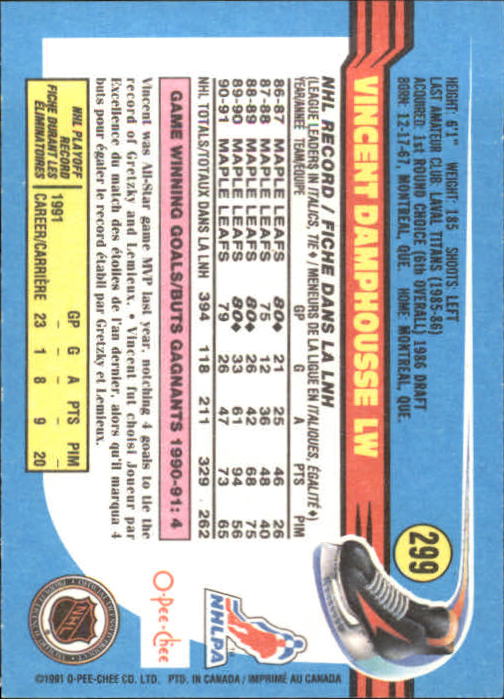 299
VINCENT DAMPHOUSSE LW
HEIGHT: 6'1" WEIGHT: 185 SHOOTS: LEFT
LAST AMATEUR CLUB: LAVAL TITANS (1985-86)
ACQUIRED: 1st ROUND CHOICE (6th OVERALL) 1986 DRAFT
BORN: 12-17-67, MONTREAL, QUE. HOME: MONTREAL, QUE.
NHL RECORD / FICHE DANS LA LNH
(LEAGUE LEADERS IN ITALICS, TIE♦) / MENEURS DE LA LIGUE EN ITALIQUES, ÉGALITÉ♦)
YEAR/ANNÉE TEAM/ÉQUIPE GP G A PTS PIM
86-87 MAPLE LEAFS 80♦ 21 25 46 26
87-88 MAPLE LEAFS 75 12 36 48 40
88-89 MAPLE LEAFS 80♦ 26 42 68 75
89-90 MAPLE LEAFS 80♦ 33 61 94 56
90-91 MAPLE LEAFS 79 26 47 73 65
NHL TOTALS/TOTAUX DANS LA LNH 394 118 211 329 262
GAME WINNING GOALS/BUTS GAGNANTS 1990-91: 4
Vincent was All-Star game MVP last year, notching 4 goals to tie the
record of Gretzky and Lemieux. • Vincent fut choisi Joueur par
Excellence du match des étoiles de l'an dernier, alors qu'il marqua 4
buts pour égaler le record établi par Gretzky et Lemieux.
NHL PLAYOFF
RECORD
FICHE DURANT LES
ÉLIMINATOIRES
GP G A PTS PIM
1991 – – – – –
CAREER/CARRIÈRE 23 1 8 9 20
NHLPA
O-Pee-Chee
NHL
©1991 O-PEE-CHEE CO. LTD. PTD. IN CANADA / IMPRIMÉ AU CANADA